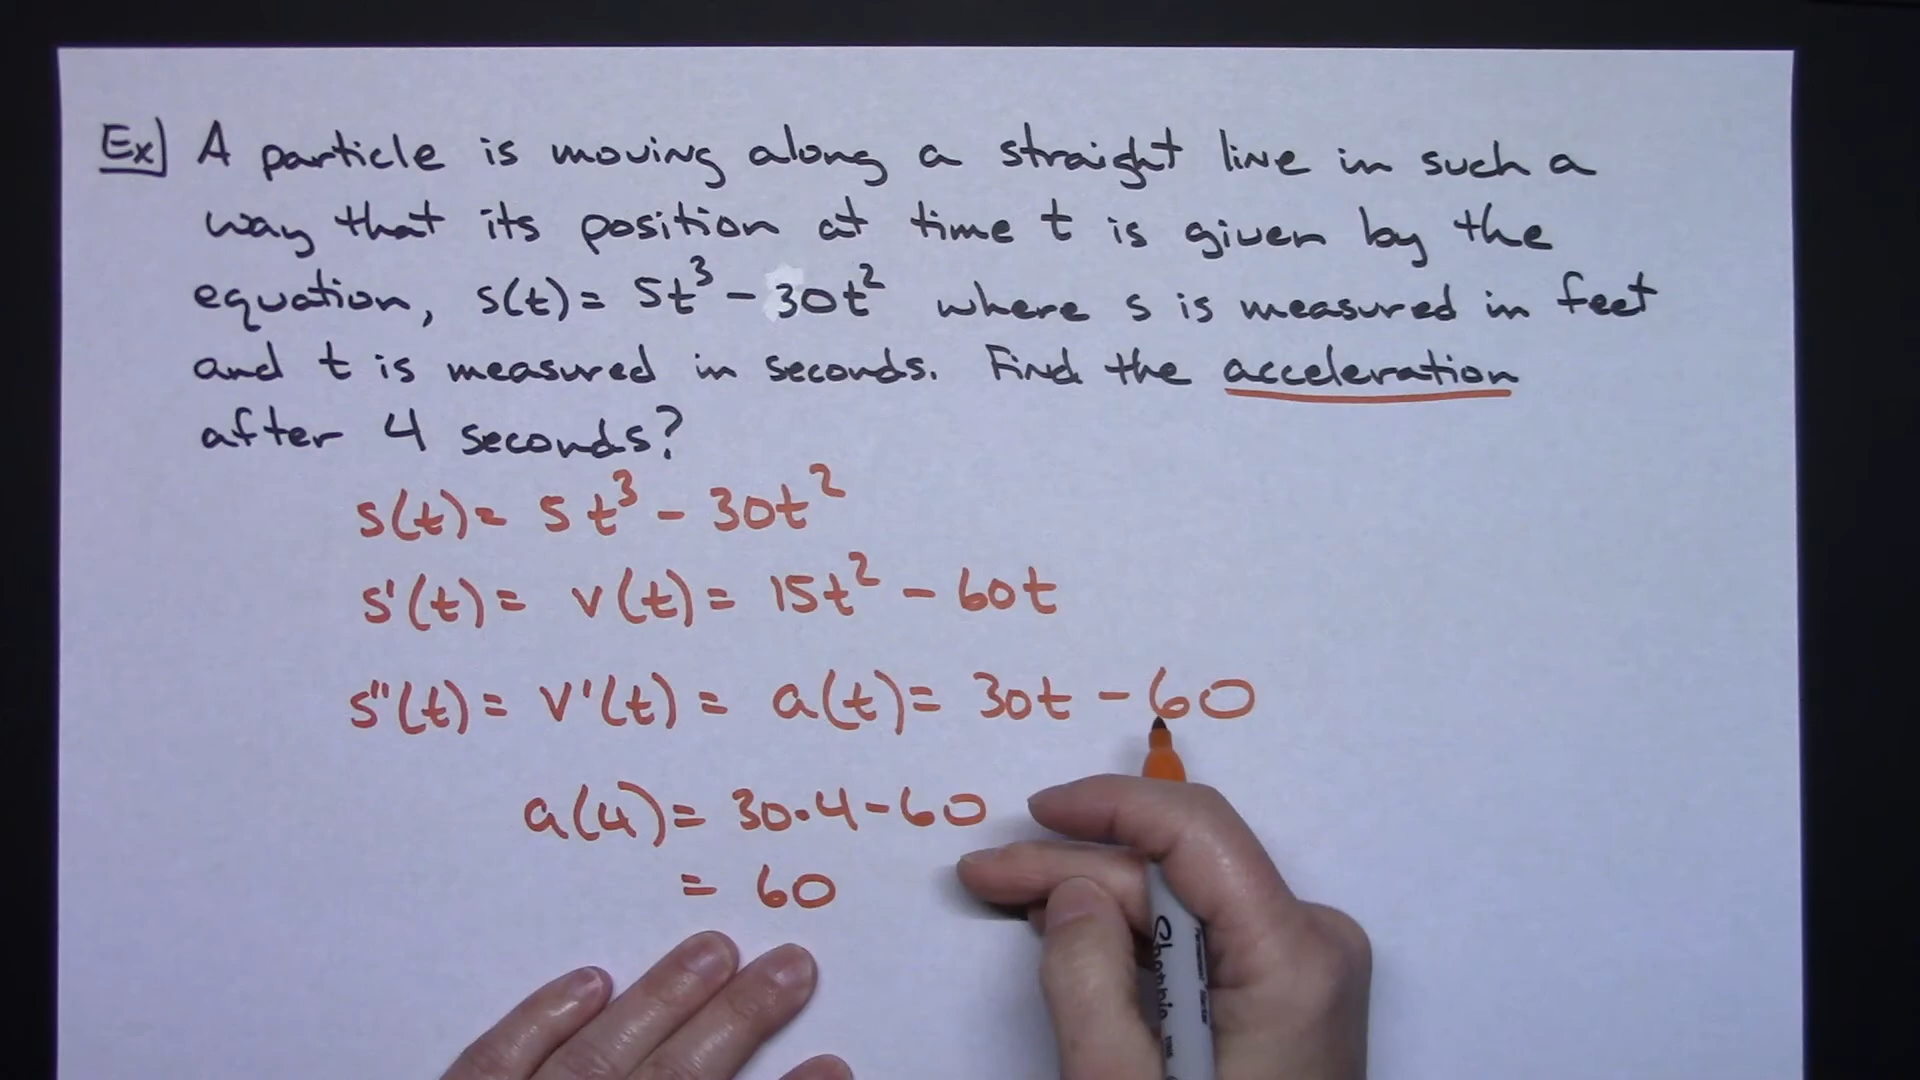 Ex] A particle is moving along a straight line in such a
way that its position at time t is given by the
equation, s(t) = 5t³ - 30t² where s is measured in feet
and t is measured in seconds. Find the acceleration
after 4 seconds?
s(t) = 5t³ - 30t²
s'(t) = v(t) = 15t² - 60t
s"(t) = v'(t) = a(t) = 30t - 60
a(4) = 30·4-60
= 60
Sharpie